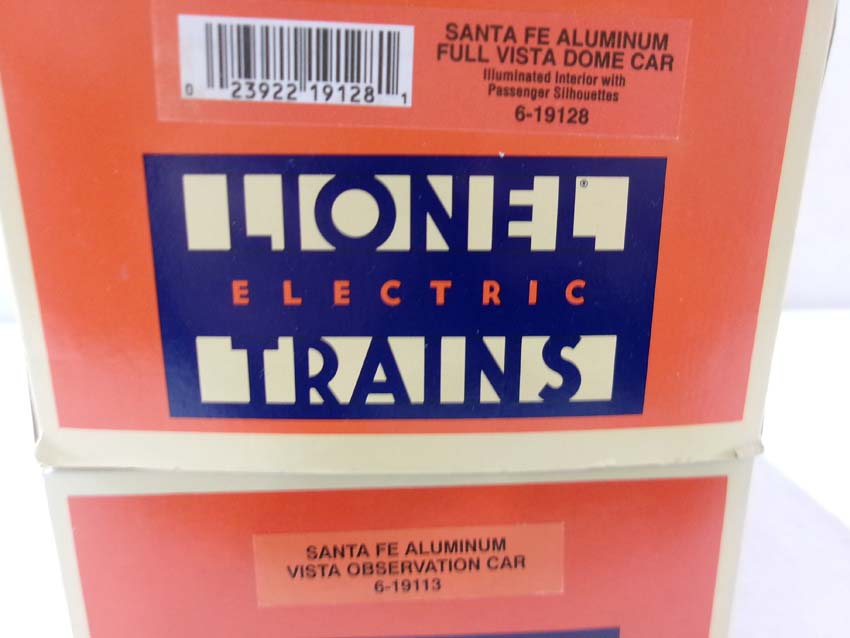 0 23922 19128 1
SANTA FE ALUMINUM
FULL VISTA DOME CAR
Illuminated Interior with
Passenger Silhouettes
6-19128
LIONEL®
ELECTRIC
TRAINS
SANTA FE ALUMINUM
VISTA OBSERVATION CAR
6-19113